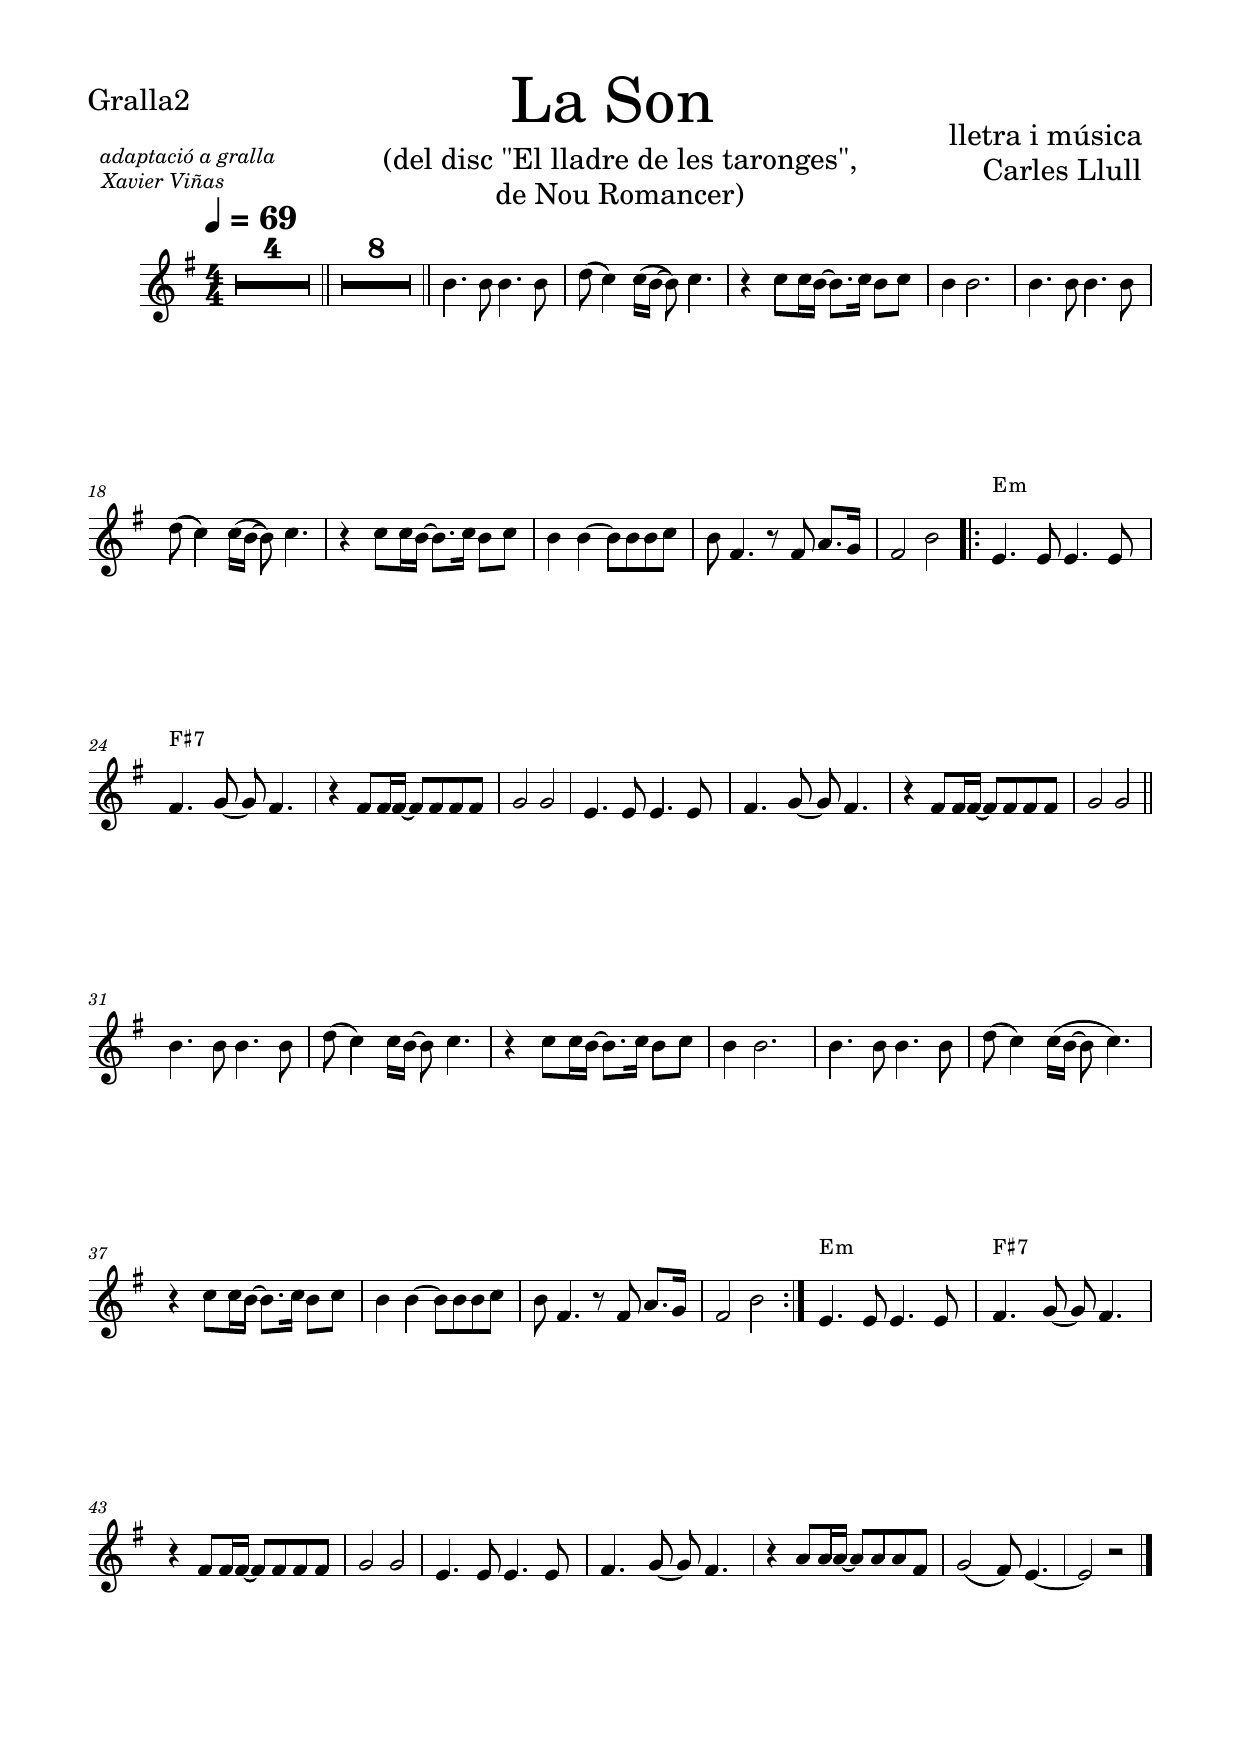 Gralla2
La Son
lletra i música
adaptació a gralla
(del disc "El lladre de les taronges",
Carles Llull
Xavier Viñas
de Nou Romancer)
= 69
4
8
4
4
18
Em
24
F♯7
31
37
Em
F♯7
43